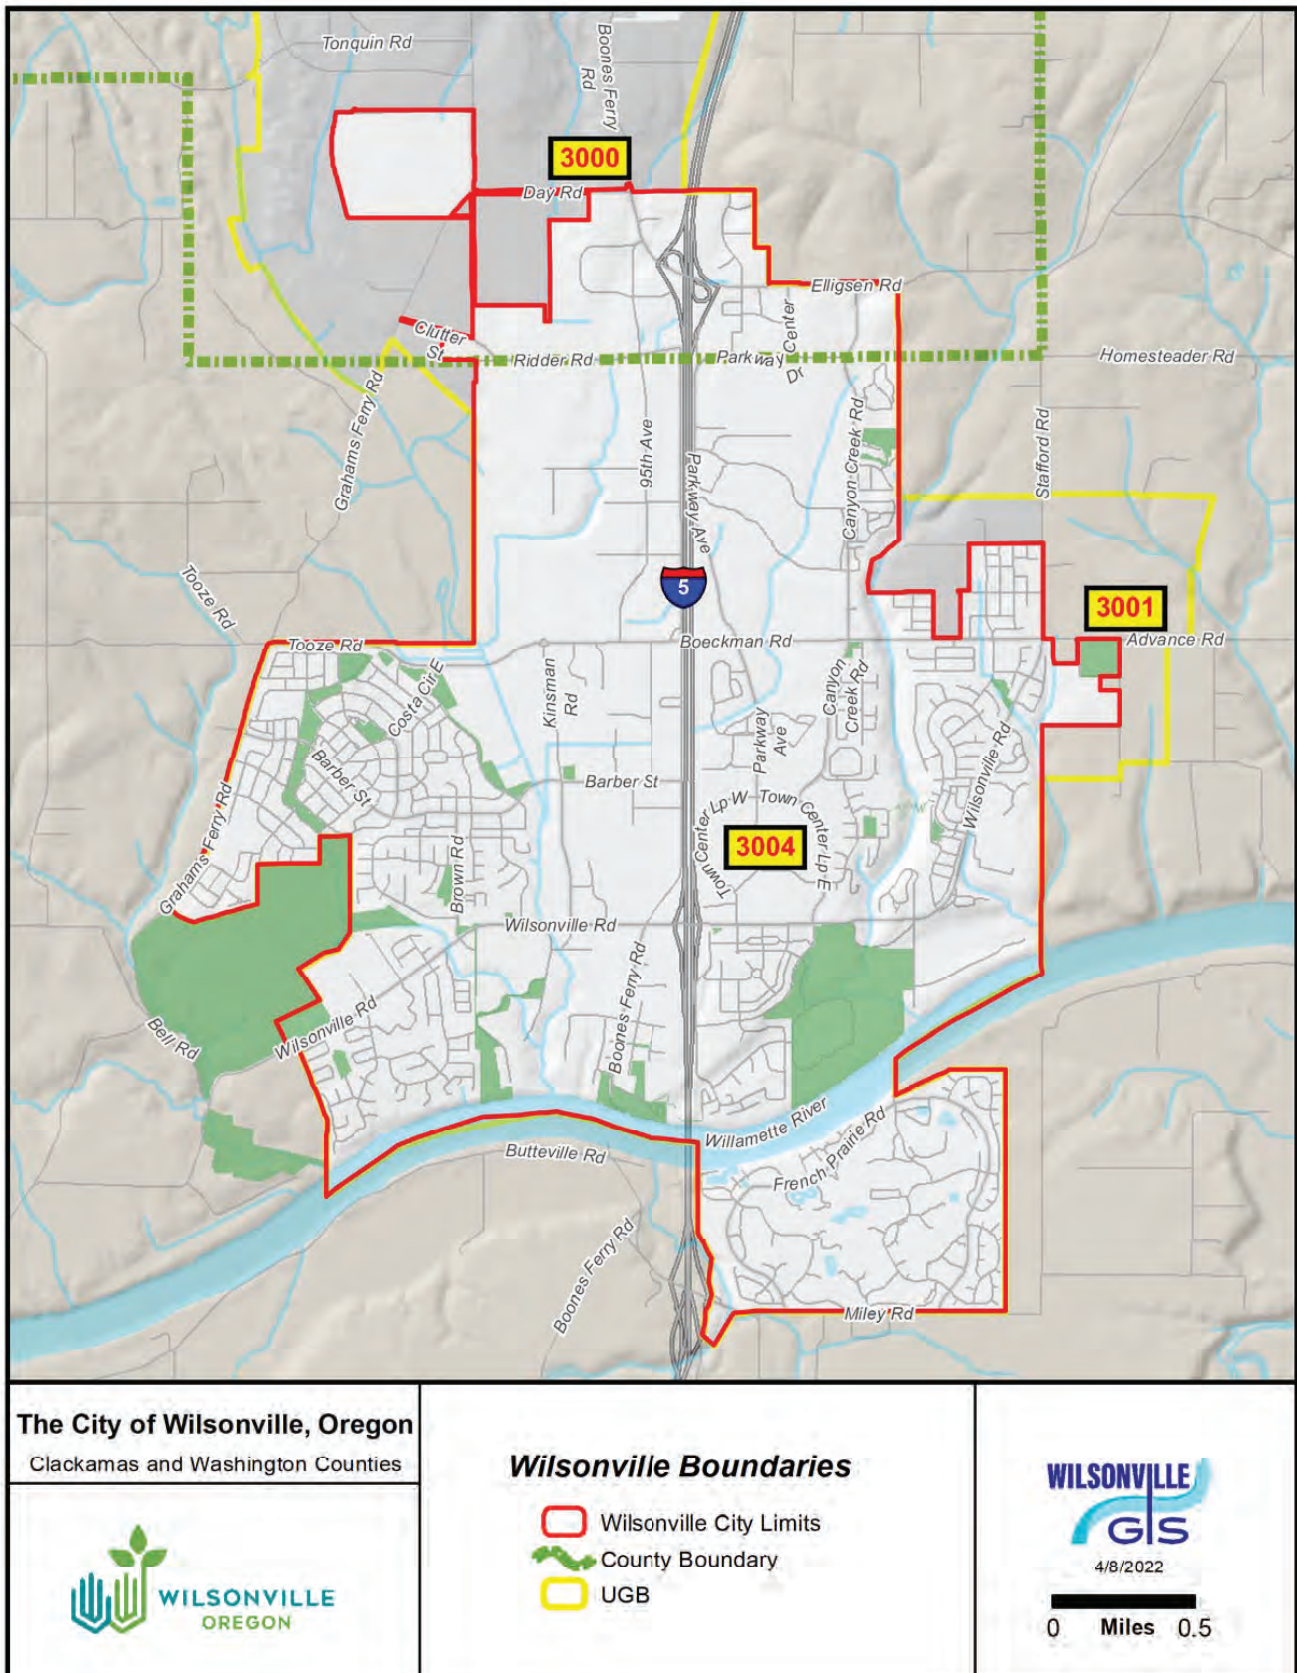 Tonquin Rd
Boones Ferry
Rd
3000
Day Rd
Elligsen Rd
Clutter
St
Ridder Rd
Parkway Center
Dr
Homesteader Rd
Grahams Ferry Rd
95th Ave
Parkway Ave
Canyon Creek Rd
Stafford Rd
Tooze Rd
5
3001
Tooze Rd
Boeckman Rd
Advance Rd
Costa Cir E
Kinsman
Rd
Canyon
Creek Rd
Parkway
Ave
Wilsonville Rd
Barber St
Barber St
Town Center Lp W
Town Center Lp E
3004
Grahams Ferry Rd
Brown Rd
Wilsonville Rd
Boones Ferry Rd
Wilsonville Rd
Bell Rd
Willamette River
French Prairie Rd
Butteville Rd
Boones Ferry Rd
Miley Rd
The City of Wilsonville, Oregon
Clackamas and Washington Counties
WILSONVILLE
OREGON
Wilsonville Boundaries
Wilsonville City Limits
County Boundary
UGB
WILSONVILLE
GIS
4/8/2022
0 Miles 0.5